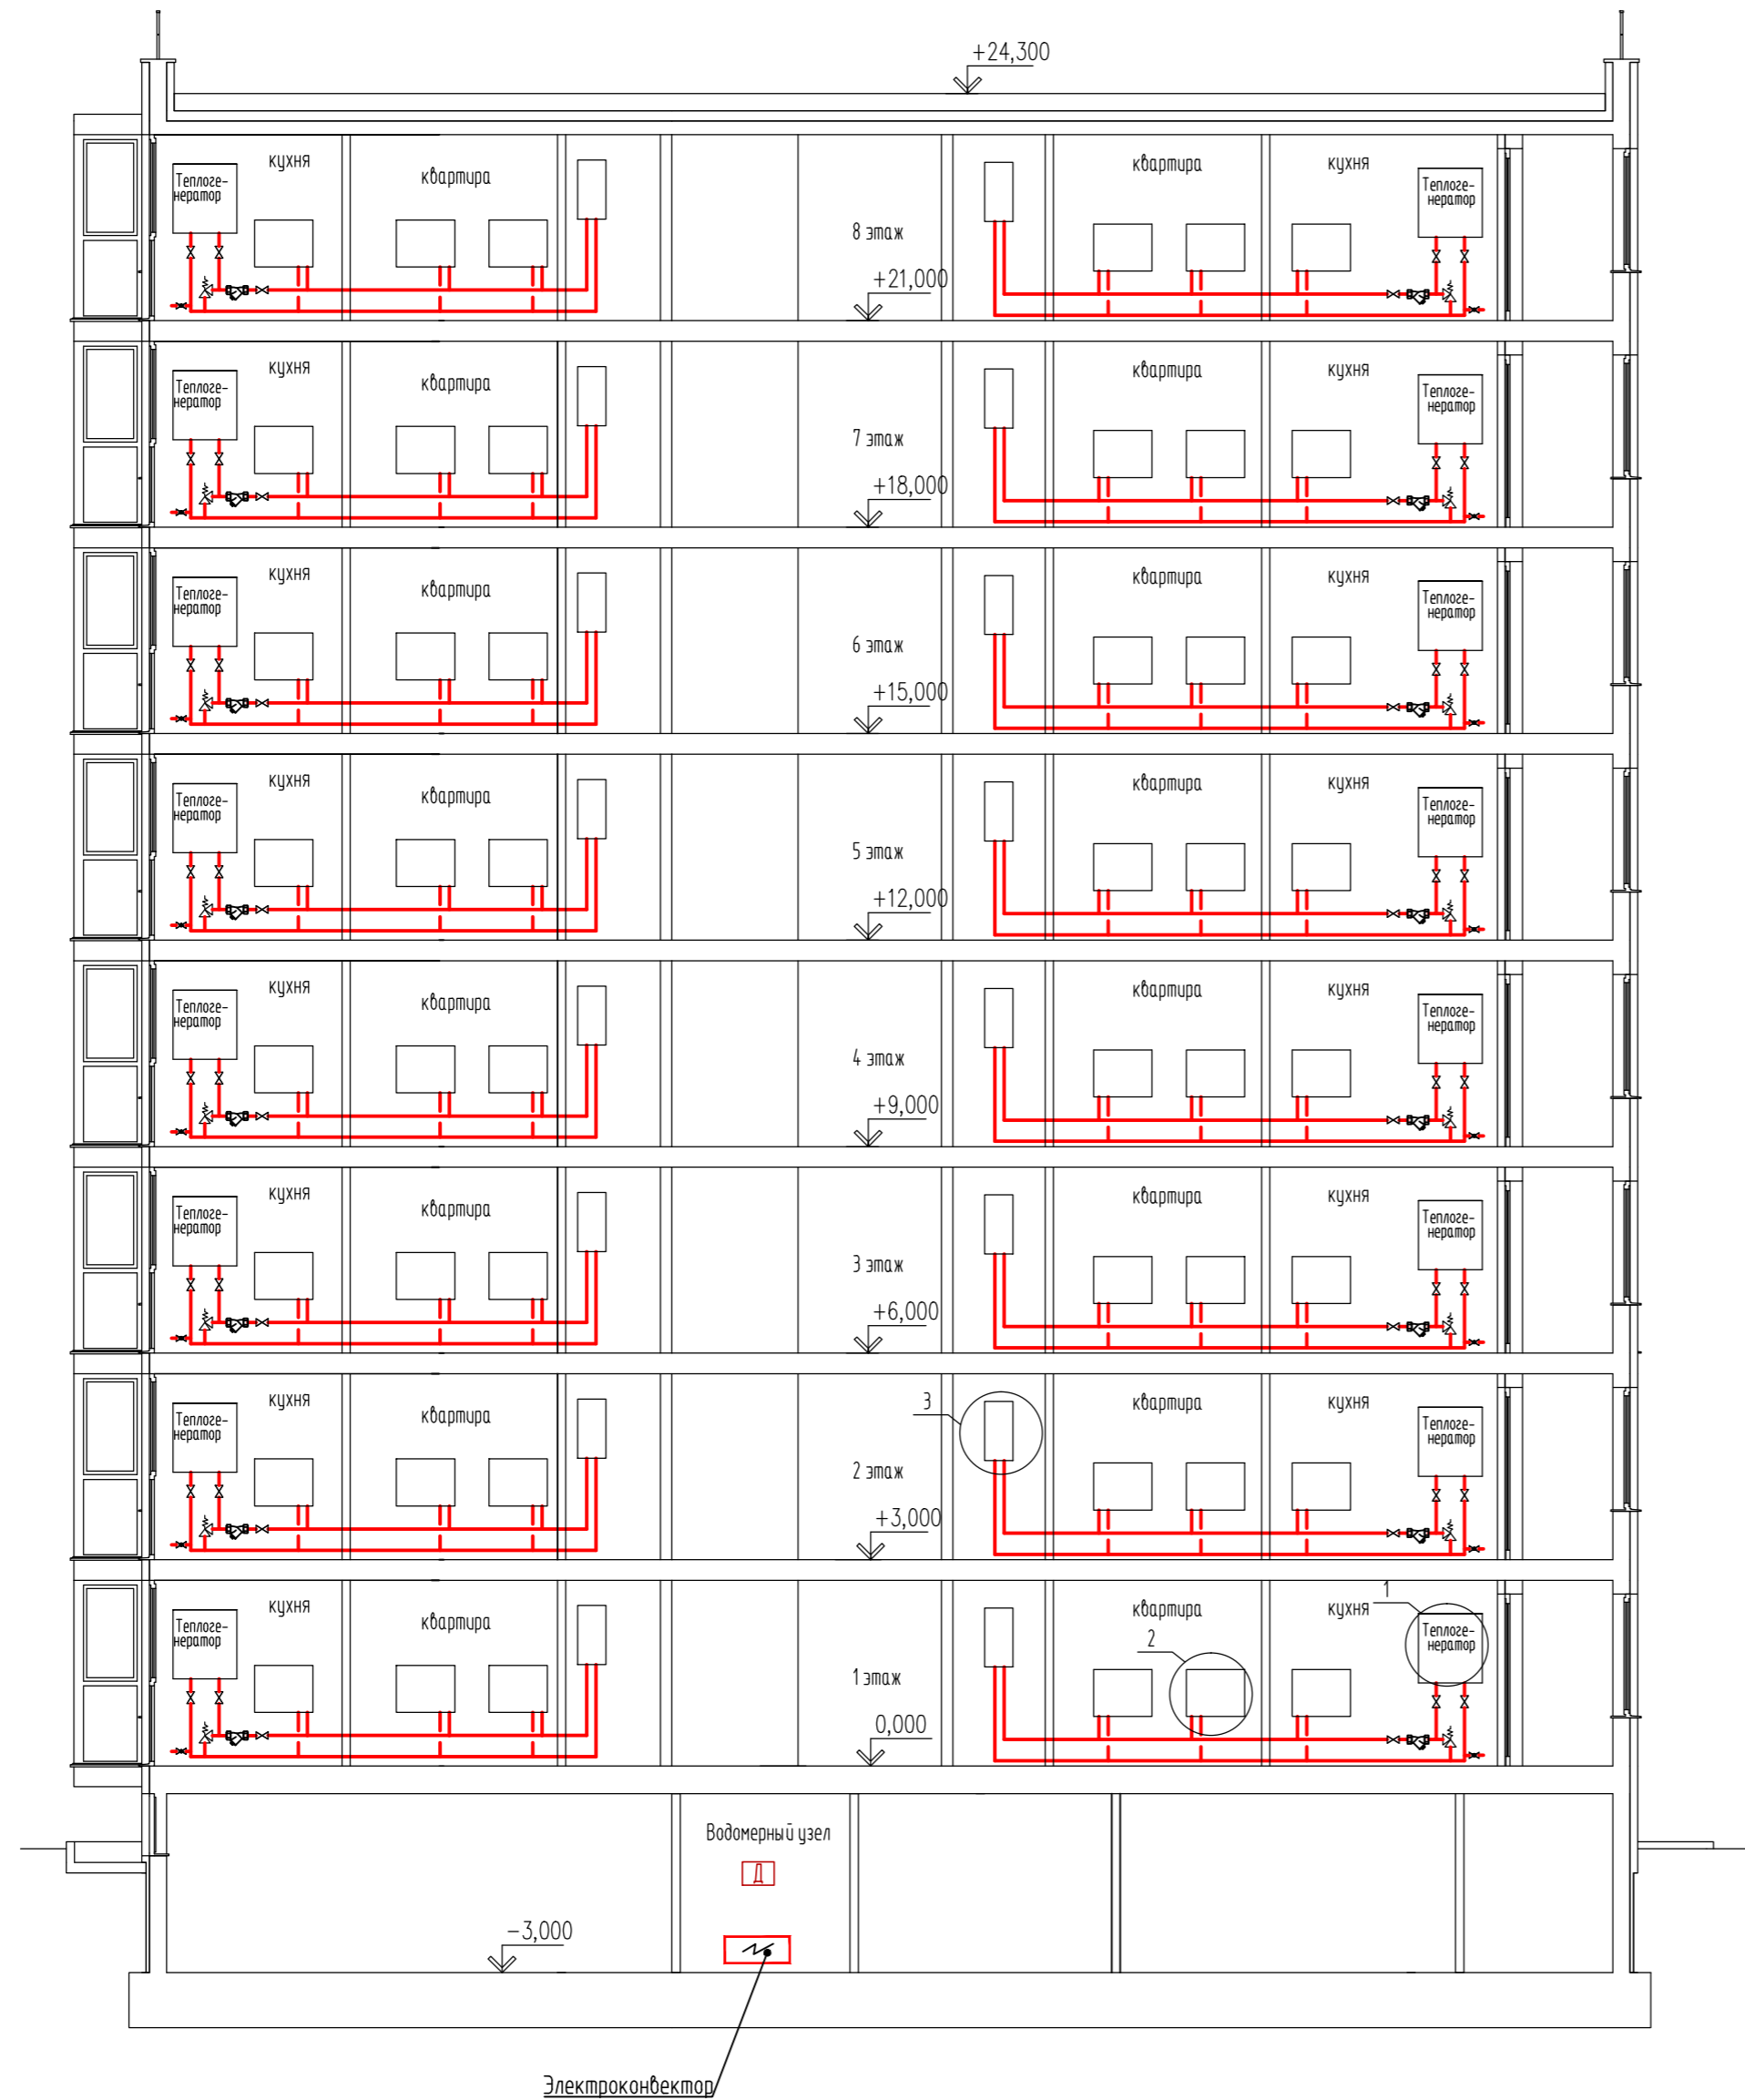 +24,300
кухня
квартира
квартира
кухня
Теплоге-
нератор
Теплоге-
нератор
8 этаж
+21,000
кухня
квартира
квартира
кухня
Теплоге-
нератор
Теплоге-
нератор
7 этаж
+18,000
кухня
квартира
квартира
кухня
Теплоге-
нератор
Теплоге-
нератор
6 этаж
+15,000
кухня
квартира
квартира
кухня
Теплоге-
нератор
Теплоге-
нератор
5 этаж
+12,000
кухня
квартира
квартира
кухня
Теплоге-
нератор
Теплоге-
нератор
4 этаж
+9,000
кухня
квартира
квартира
кухня
Теплоге-
нератор
Теплоге-
нератор
3 этаж
+6,000
кухня
квартира
3
квартира
кухня
Теплоге-
нератор
Теплоге-
нератор
2 этаж
+3,000
кухня
квартира
квартира
кухня
1
Теплоге-
нератор
Теплоге-
нератор
2
1 этаж
0,000
Водомерный узел
Д
-3,000
Электроконвектор